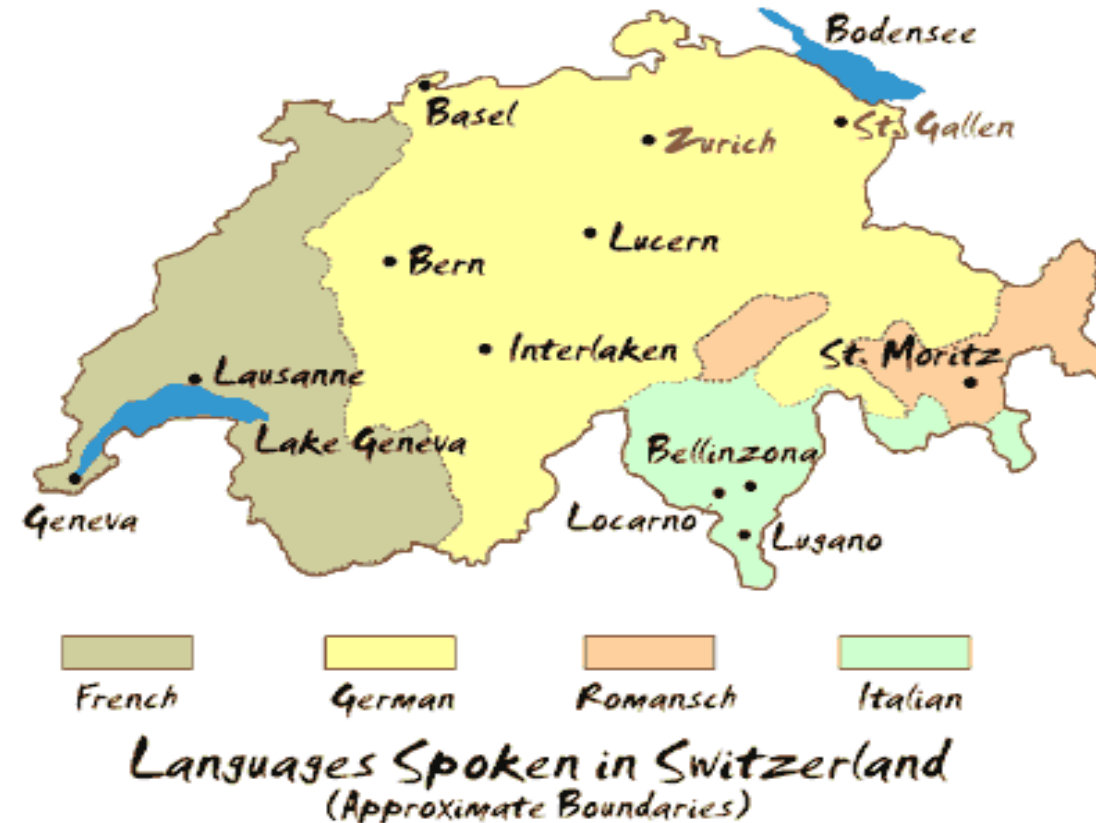 Bodensee
Basel
Zurich
St. Gallen
Lucern
Bern
Interlaken
St. Moritz
Lausanne
Lake Geneva
Bellinzona
Geneva
Locarno
Lugano
French
German
Romansch
Italian
Languages Spoken in Switzerland
(Approximate Boundaries)